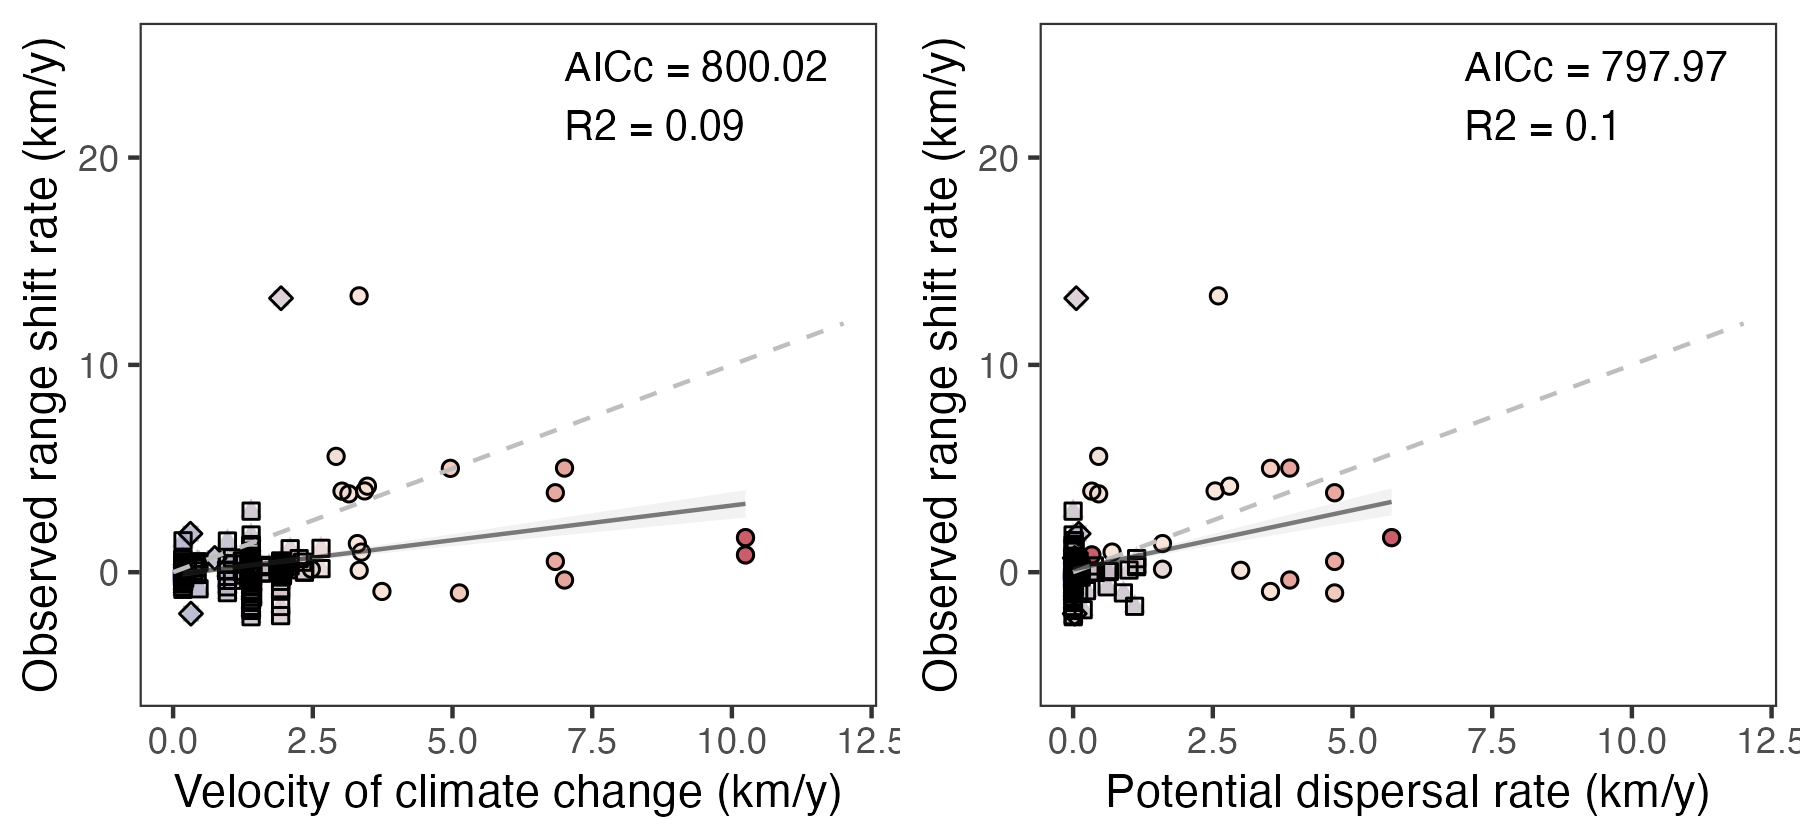 Observed range shift rate (km/y)
AICc = 800.02
R2 = 0.09
20
10
0
0.0 2.5 5.0 7.5 10.0 12.5
Velocity of climate change (km/y)
Observed range shift rate (km/y)
AICc = 797.97
R2 = 0.1
20
10
0
0.0 2.5 5.0 7.5 10.0 12.5
Potential dispersal rate (km/y)